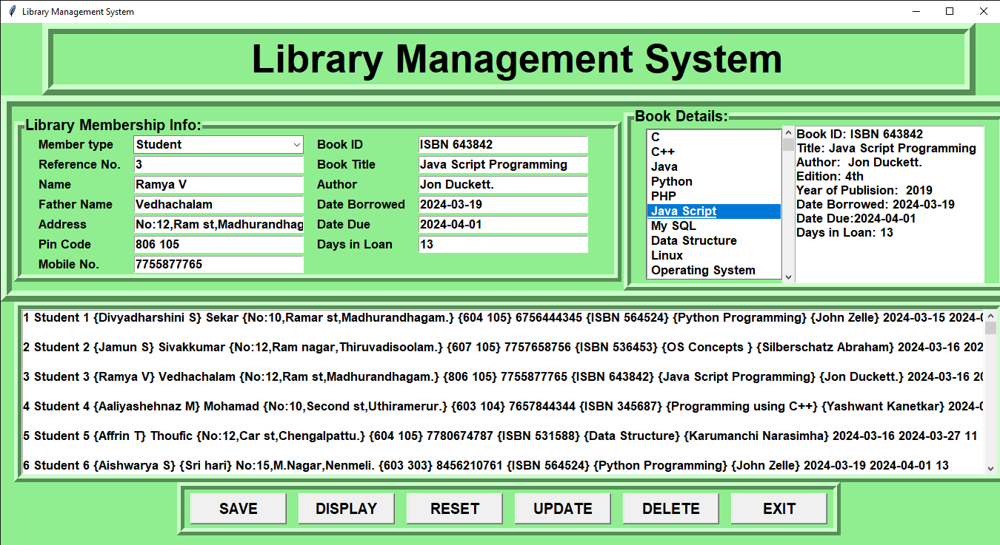 Library Management System
Library Management System
Library Membership Info:
Member type Student
Reference No. 3
Name Ramya V
Father Name Vedhachalam
Address No:12,Ram st,Madhurandhag
Pin Code 806 105
Mobile No. 7755877765
Book ID ISBN 643842
Book Title Java Script Programming
Author Jon Duckett.
Date Borrowed 2024-03-19
Date Due 2024-04-01
Days in Loan 13
Book Details:
C
C++
Java
Python
PHP
Java Script
My SQL
Data Structure
Linux
Operating System
Book ID: ISBN 643842
Title: Java Script Programming
Author:  Jon Duckett.
Edition: 4th
Year of Publision:  2019
Date Borrowed: 2024-03-19
Date Due:2024-04-01
Days in Loan: 13
1 Student 1 {Divyadharshini S} Sekar {No:10,Ramar st,Madhurandhagam.} {604 105} 6756444345 {ISBN 564524} {Python Programming} {John Zelle} 2024-03-15 2024-0
2 Student 2 {Jamun S} Sivakkumar {No:12,Ram nagar,Thiruvadisoolam.} {607 105} 7757658756 {ISBN 536453} {OS Concepts } {Silberschatz Abraham} 2024-03-16 202
3 Student 3 {Ramya V} Vedhachalam {No:12,Ram st,Madhurandhagam.} {806 105} 7755877765 {ISBN 643842} {Java Script Programming} {Jon Duckett.} 2024-03-16 20
4 Student 4 {Aaliyashehnaz M} Mohamad {No:10,Second st,Uthiramerur.} {603 104} 7657844344 {ISBN 345687} {Programming using C++} {Yashwant Kanetkar} 2024-0
5 Student 5 {Affrin T} Thoufic {No:12,Car st,Chengalpattu.} {604 105} 7780674787 {ISBN 531588} {Data Structure} {Karumanchi Narasimha} 2024-03-16 2024-03-27 11
6 Student 6 {Aishwarya S} {Sri hari} No:15,M.Nagar,Nenmeli. {603 303} 8456210761 {ISBN 564524} {Python Programming} {John Zelle} 2024-03-19 2024-04-01 13
SAVE DISPLAY RESET UPDATE DELETE EXIT